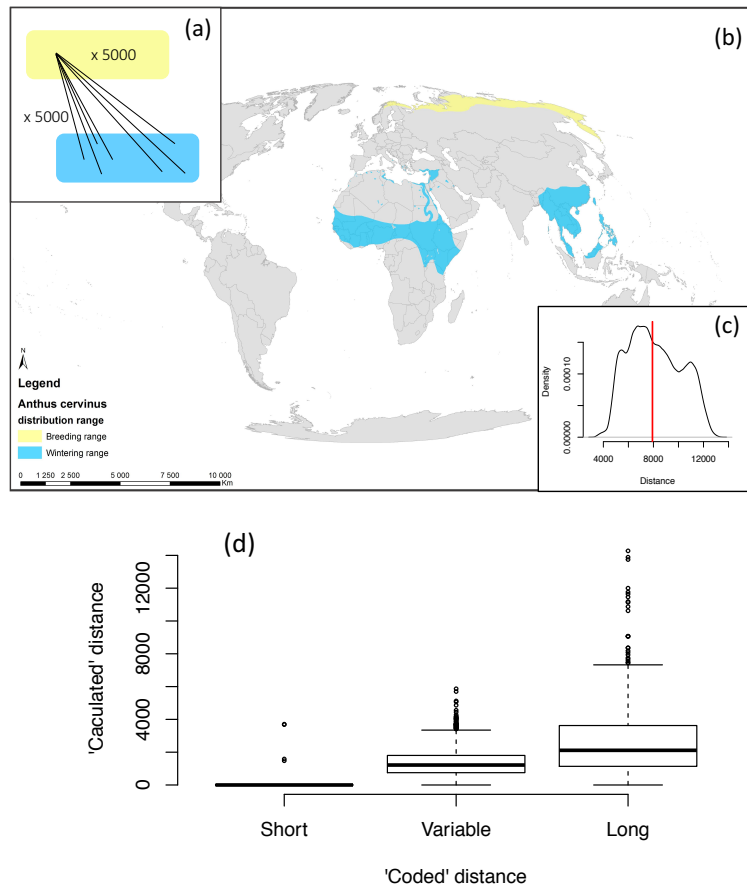 (a)
x 5000
x 5000
(b)
N
Legend
Anthus cervinus
distribution range
Breeding range
Wintering range
0 1 250 2 500 5 000 7 500 10 000
Km
(c)
Density
0.00000 0.00010
4000 8000 12000
Distance
(d)
'Caculated' distance
0 4000 8000 12000
Short Variable Long
'Coded' distance